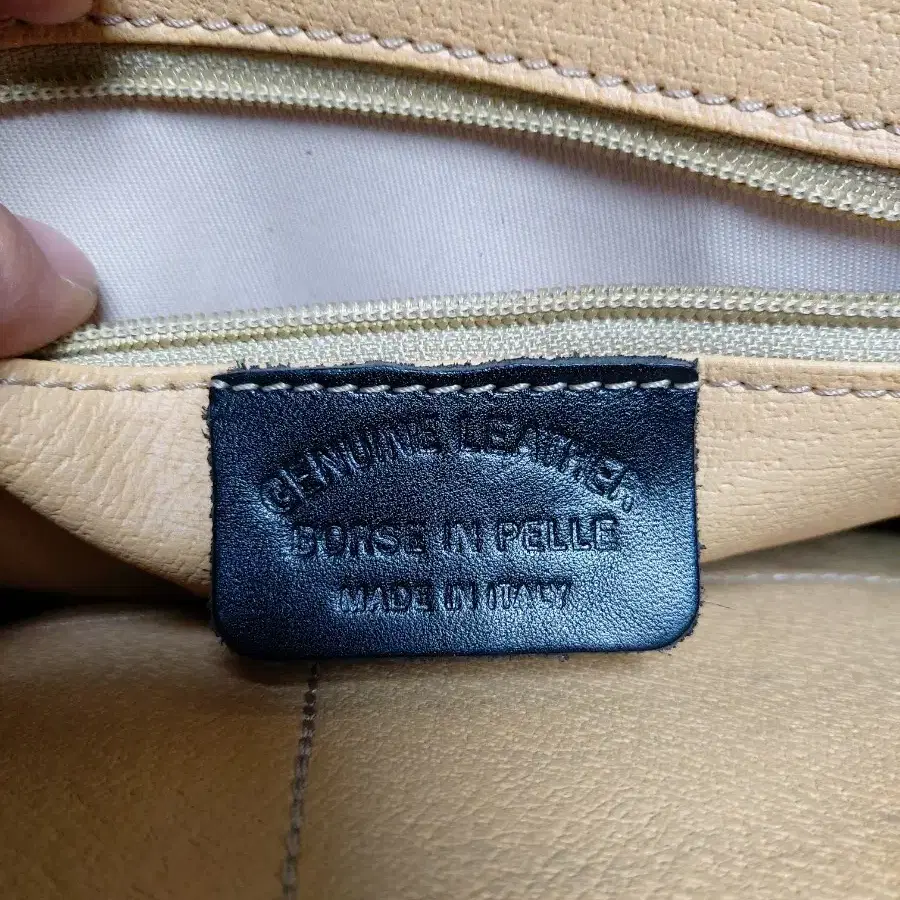 GENUINE LEATHER
BORSE IN PELLE
MADE IN ITALY